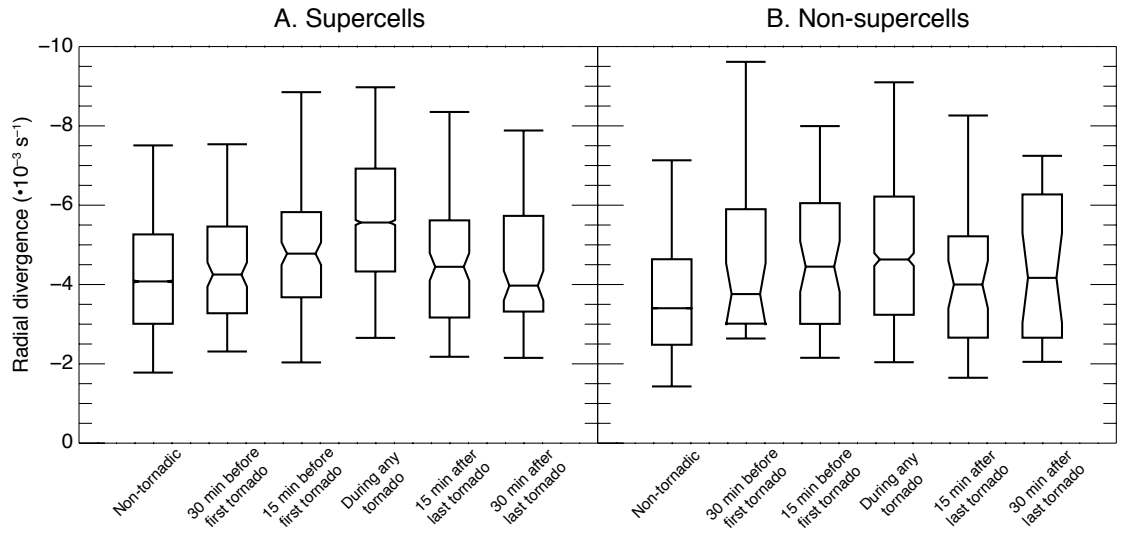 A. Supercells
B. Non-supercells
Radial divergence (•10⁻³ s⁻¹)
−10
−8
−6
−4
−2
0
Non-tornadic
30 min before
first tornado
15 min before
first tornado
During any
tornado
15 min after
last tornado
30 min after
last tornado
Non-tornadic
30 min before
first tornado
15 min before
first tornado
During any
tornado
15 min after
last tornado
30 min after
last tornado